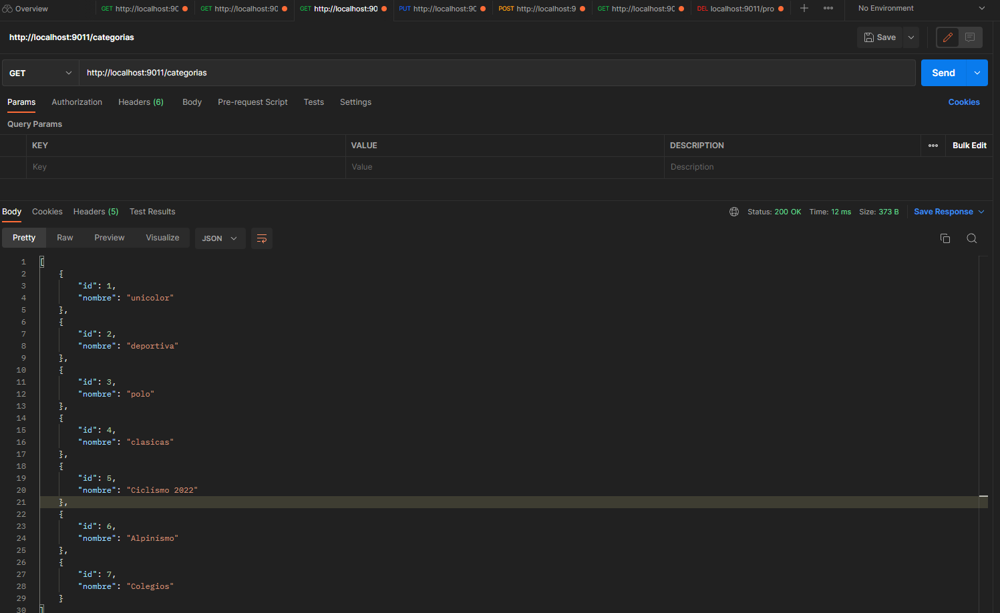 Overview GET http://localhost:90 GET http://localhost:90 GET http://localhost:90 PUT http://localhost:90 POST http://localhost:9 GET http://localhost:90 DEL localhost:9011/pro No Environment
http://localhost:9011/categorias Save
GET http://localhost:9011/categorias Send
Params Authorization Headers (6) Body Pre-request Script Tests Settings Cookies
Query Params
KEY VALUE DESCRIPTION Bulk Edit
Key Value Description
Body Cookies Headers (5) Test Results Status: 200 OK Time: 12 ms Size: 373 B Save Response
Pretty Raw Preview Visualize JSON
1 [
2 {
3 "id": 1,
4 "nombre": "unicolor"
5 },
6 {
7 "id": 2,
8 "nombre": "deportiva"
9 },
10 {
11 "id": 3,
12 "nombre": "polo"
13 },
14 {
15 "id": 4,
16 "nombre": "clasicas"
17 },
18 {
19 "id": 5,
20 "nombre": "Ciclismo 2022"
21 },
22 {
23 "id": 6,
24 "nombre": "Alpinismo"
25 },
26 {
27 "id": 7,
28 "nombre": "Colegios"
29 }
30 ]